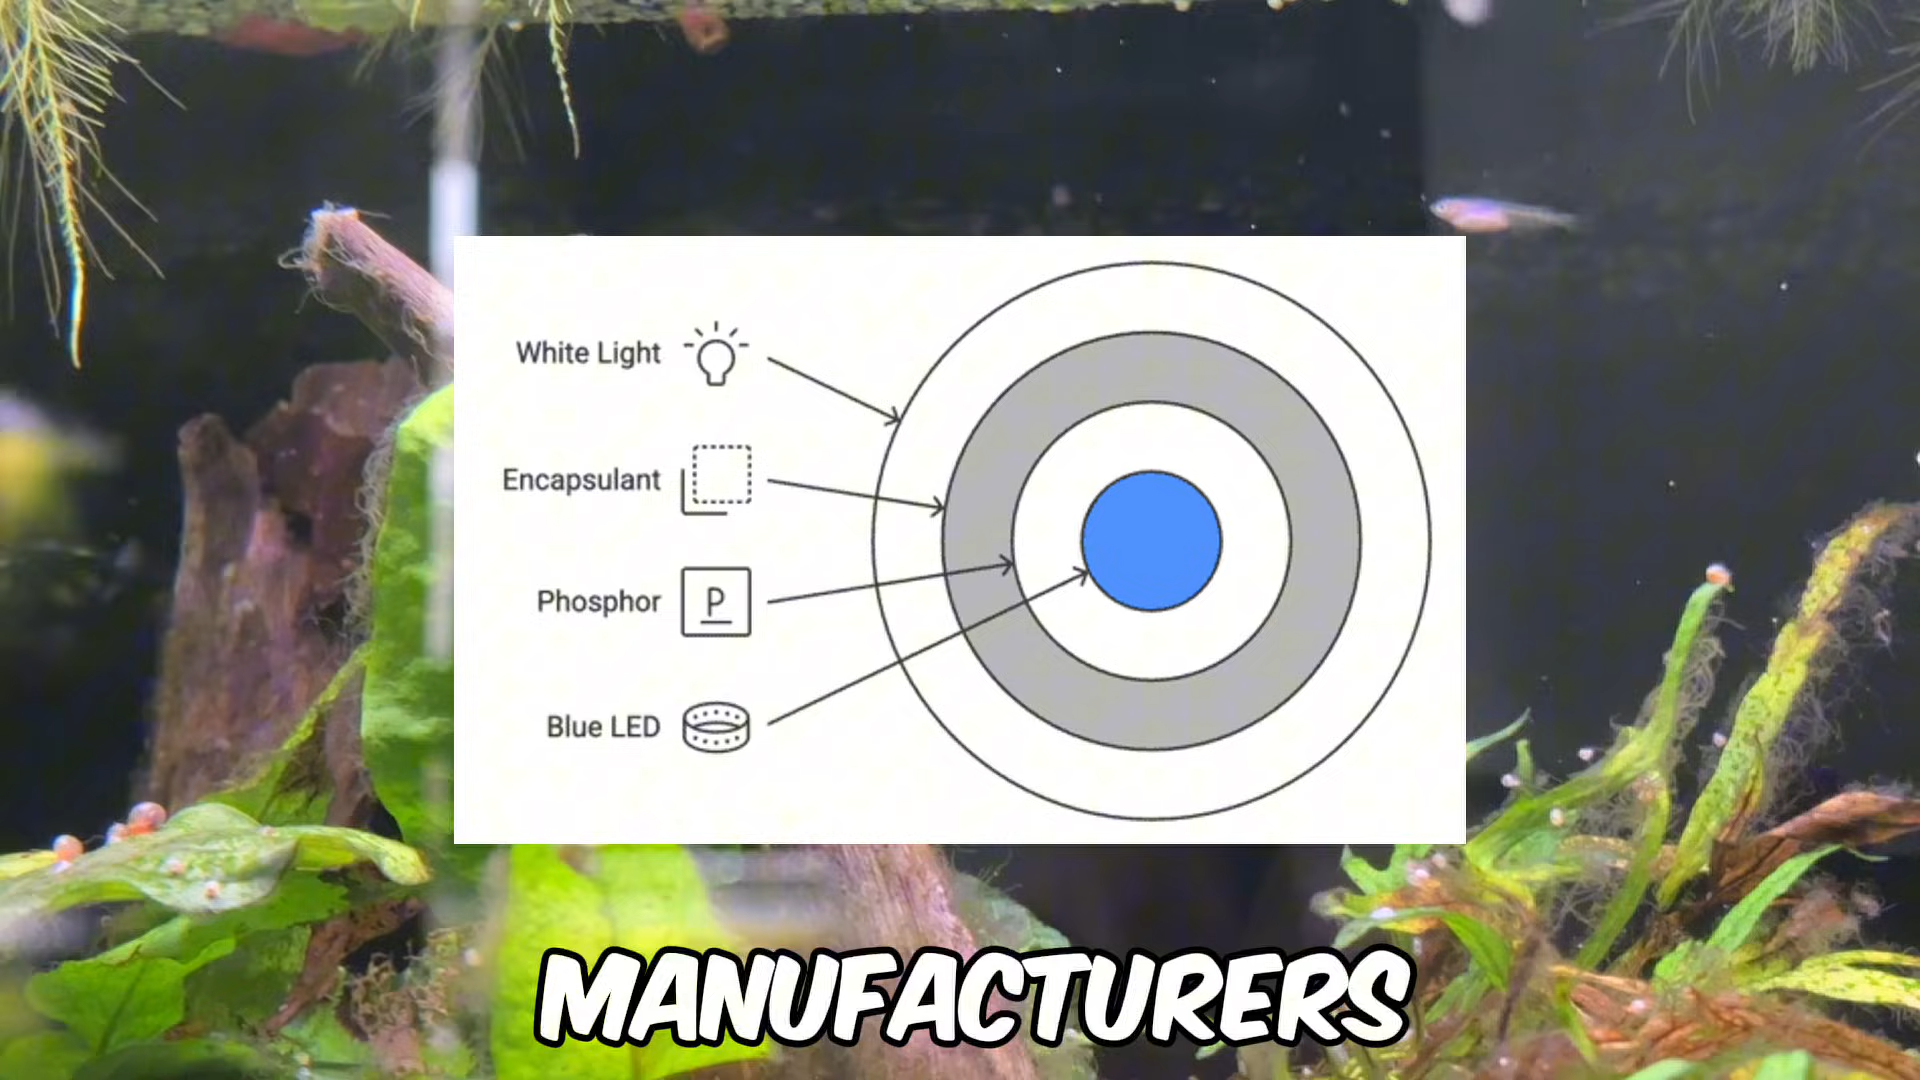 White Light
Encapsulant
Phosphor
P
Blue LED
MANUFACTURERS